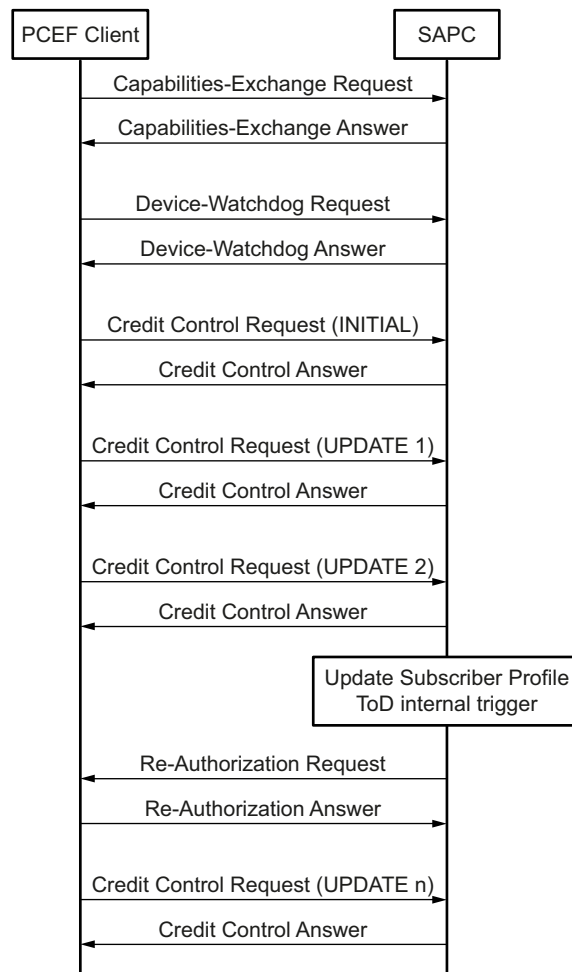 PCEF Client
SAPC
Capabilities-Exchange Request
Capabilities-Exchange Answer
Device-Watchdog Request
Device-Watchdog Answer
Credit Control Request (INITIAL)
Credit Control Answer
Credit Control Request (UPDATE 1)
Credit Control Answer
Credit Control Request (UPDATE 2)
Credit Control Answer
Update Subscriber Profile
ToD internal trigger
Re-Authorization Request
Re-Authorization Answer
Credit Control Request (UPDATE n)
Credit Control Answer